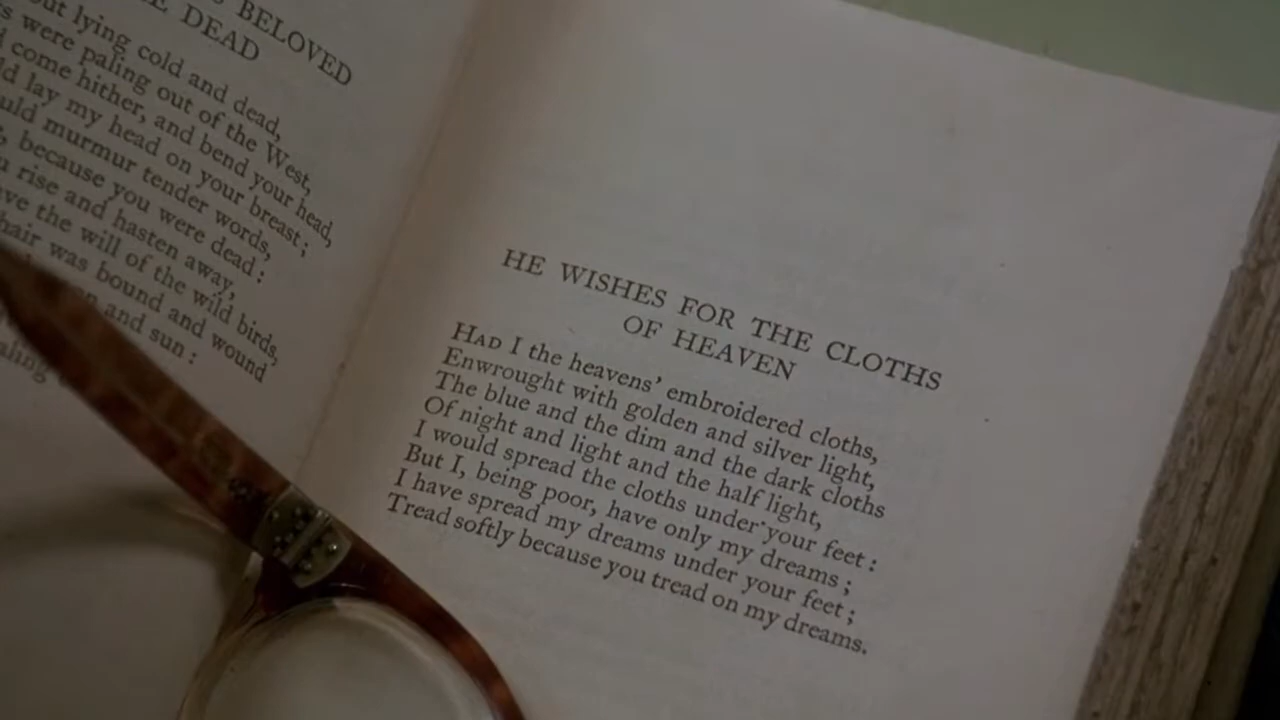 BELOVED
DEAD
out lying cold and dead,
were paling out of the West,
come hither, and bend your head,
lay my head on your breast;
murmur tender words,
because you were dead:
rise and hasten away,
the will of the wild birds,
hair was bound and wound
and sun:
HE WISHES FOR THE CLOTHS
OF HEAVEN
HAD I the heavens' embroidered cloths,
Enwrought with golden and silver light,
The blue and the dim and the dark cloths
Of night and light and the half light,
I would spread the cloths under your feet:
But I, being poor, have only my dreams;
I have spread my dreams under your feet;
Tread softly because you tread on my dreams.